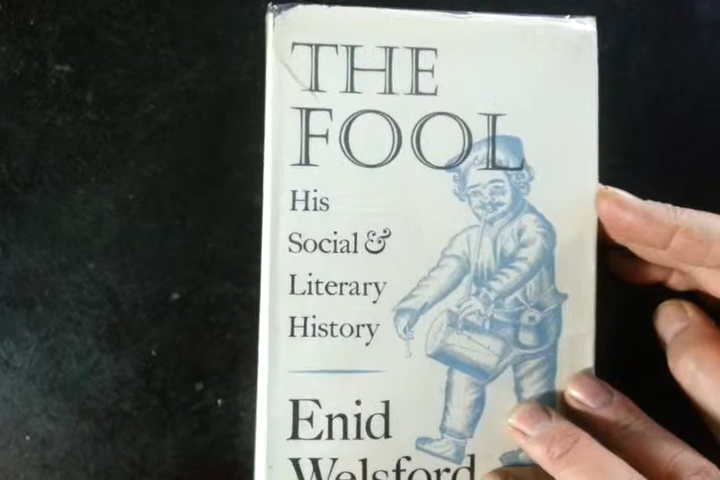 THE
FOOL
His
Social &
Literary
History
Enid
Welsford